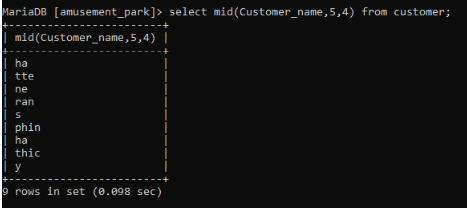 MariaDB [amusement_park]> select mid(Customer_name,5,4) from customer;
+------------------------+
| mid(Customer_name,5,4) |
+------------------------+
| ha                     |
| tte                    |
| ne                     |
| ran                    |
| s                      |
| phin                   |
| ha                     |
| thic                   |
| y                      |
+------------------------+
9 rows in set (0.098 sec)